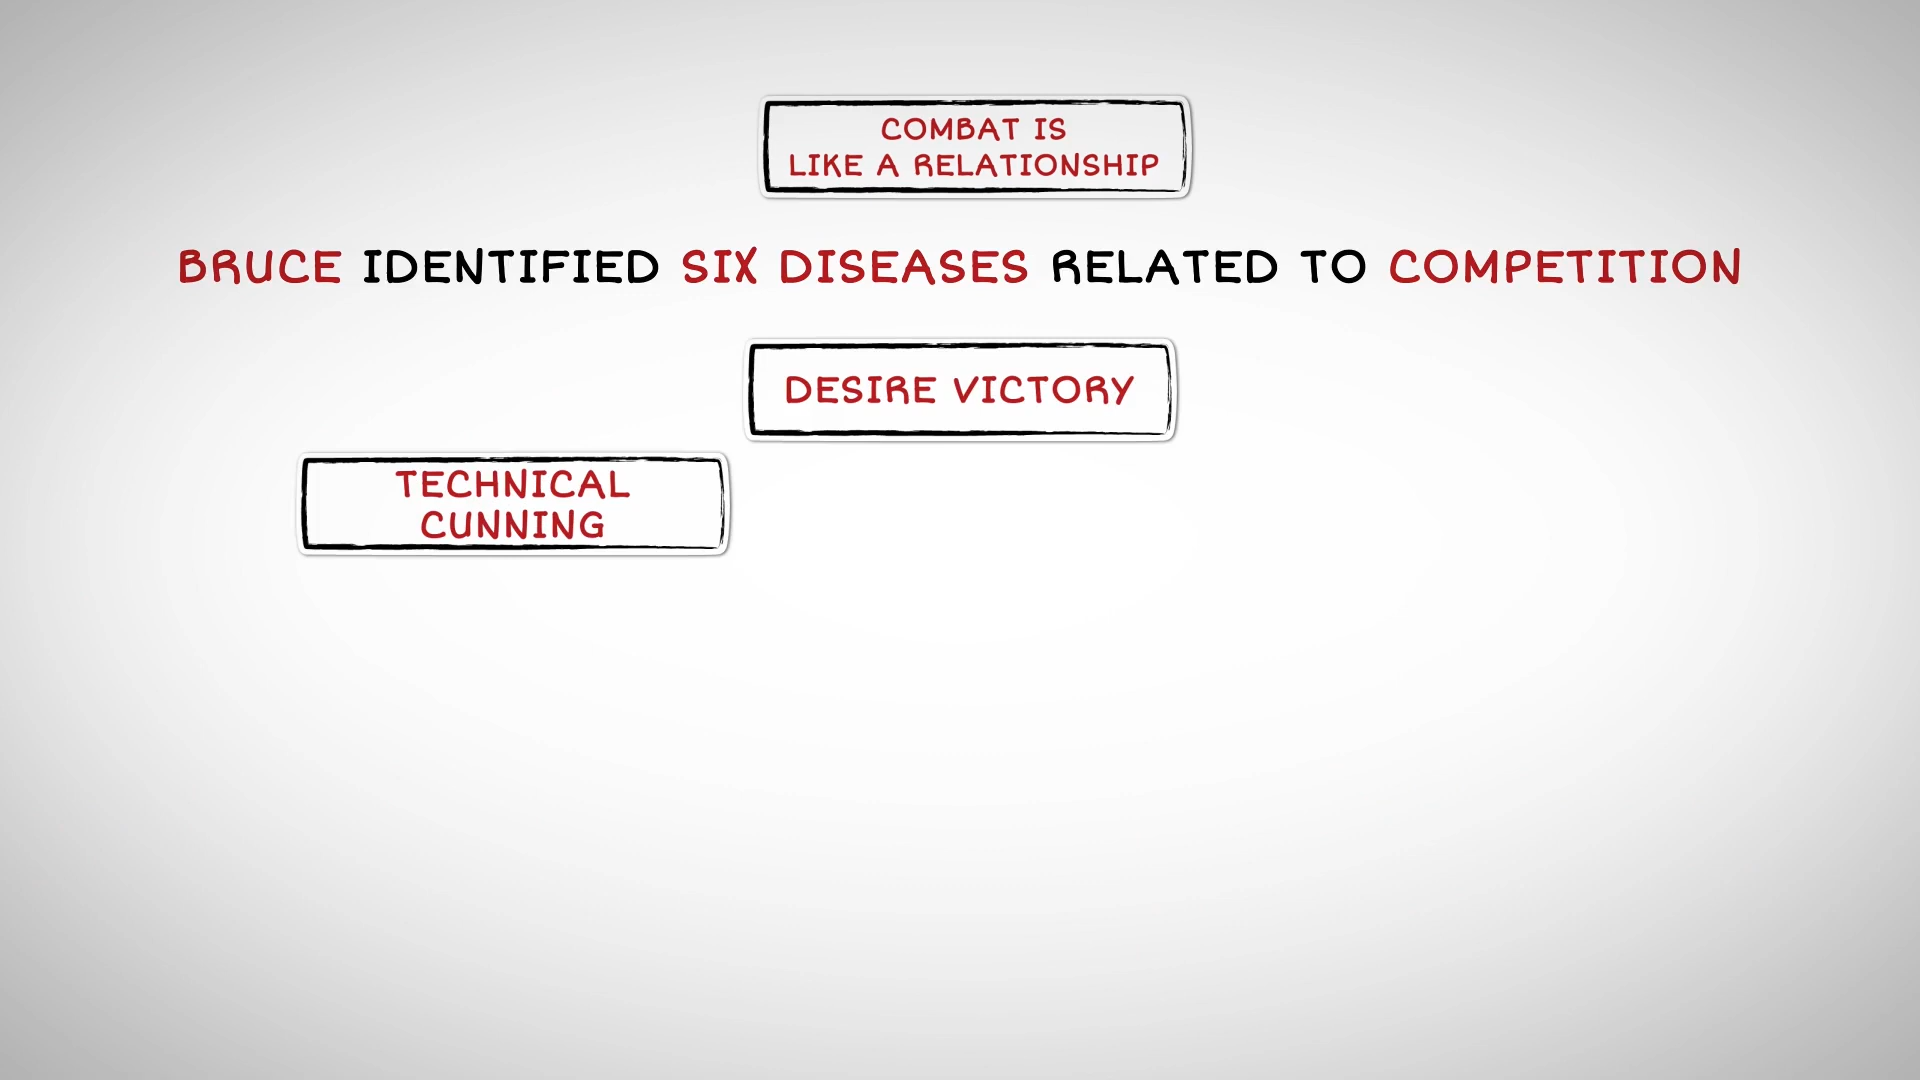 COMBAT IS
LIKE A RELATIONSHIP
BRUCE IDENTIFIED SIX DISEASES RELATED TO COMPETITION
DESIRE VICTORY
TECHNICAL
CUNNING